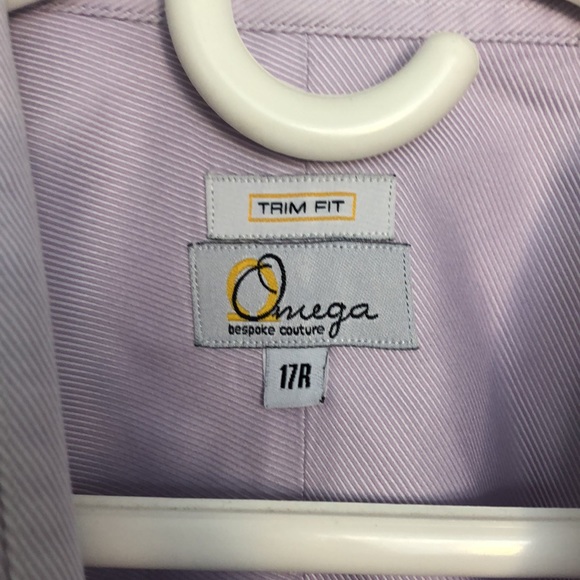 TRIM FIT
Omega
bespoke couture
17R